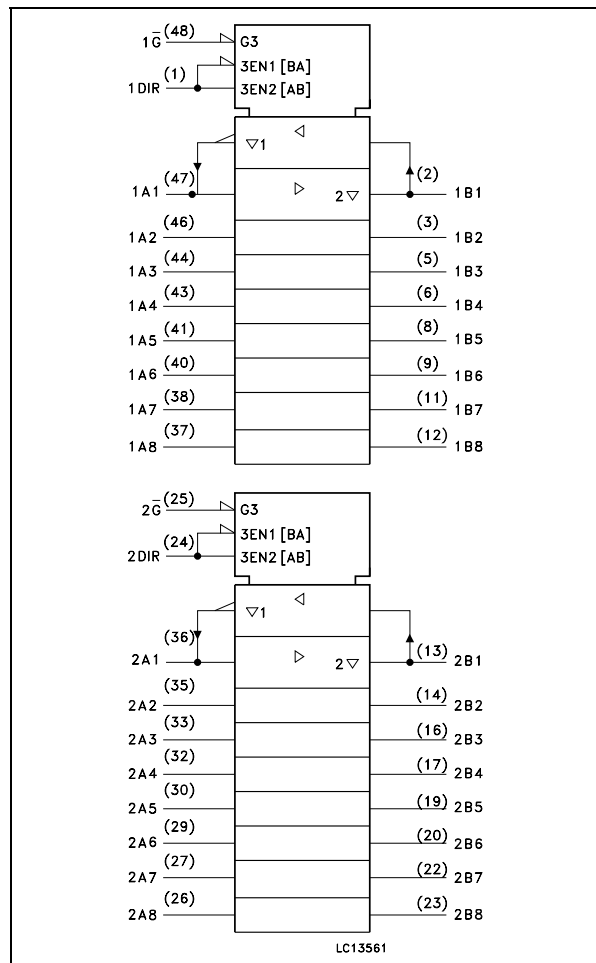 1G̅ (48) G3
3EN1 [BA]
1DIR (1) 3EN2 [AB]
▽1 ◁
1A1 (47) ▷ 2▽ (2) 1B1
1A2 (46) (3) 1B2
1A3 (44) (5) 1B3
1A4 (43) (6) 1B4
1A5 (41) (8) 1B5
1A6 (40) (9) 1B6
1A7 (38) (11) 1B7
1A8 (37) (12) 1B8
2G̅ (25) G3
3EN1 [BA]
2DIR (24) 3EN2 [AB]
▽1 ◁
2A1 (36) ▷ 2▽ (13) 2B1
2A2 (35) (14) 2B2
2A3 (33) (16) 2B3
2A4 (32) (17) 2B4
2A5 (30) (19) 2B5
2A6 (29) (20) 2B6
2A7 (27) (22) 2B7
2A8 (26) (23) 2B8
LC13561